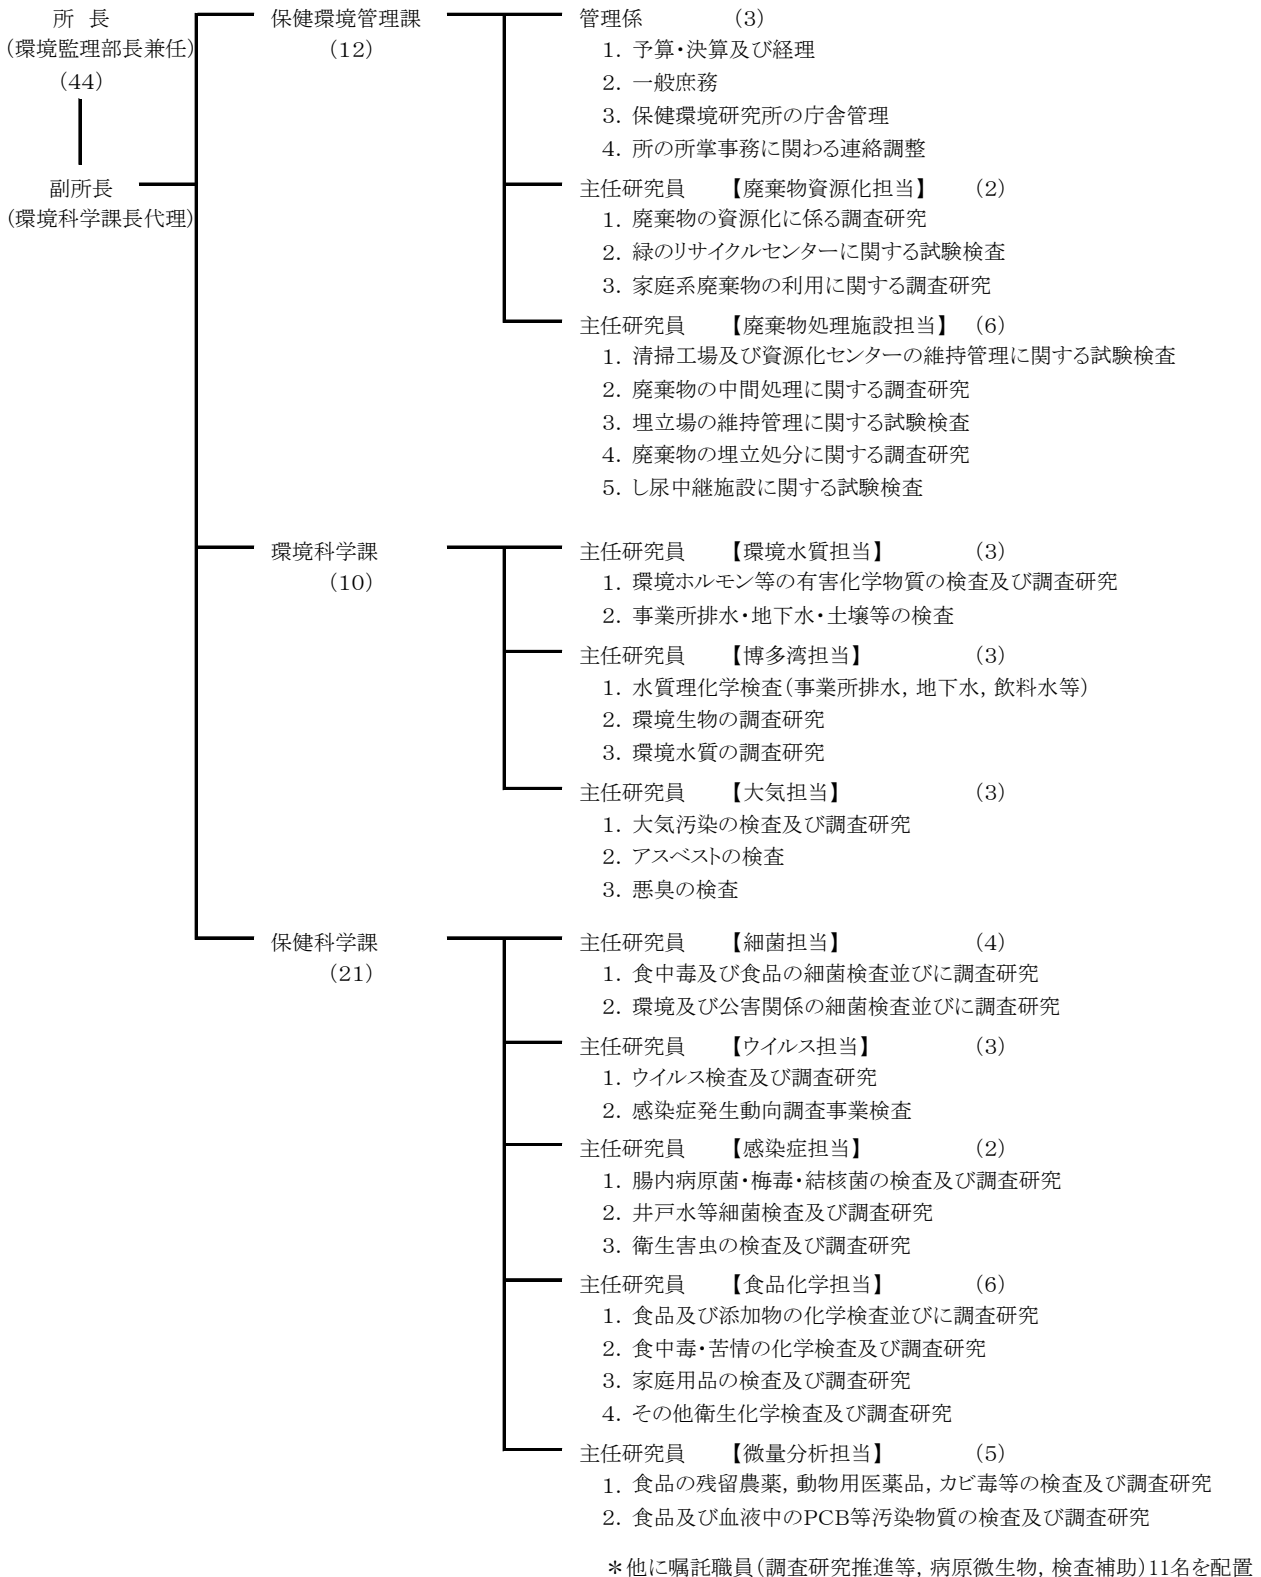 所 長
(環境監理部長兼任)
(44)
副所長
(環境科学課長代理)
保健環境管理課
(12)
管理係 (3)
1. 予算・決算及び経理
2. 一般庶務
3. 保健環境研究所の庁舎管理
4. 所の所掌事務に関わる連絡調整
主任研究員 【廃棄物資源化担当】 (2)
1. 廃棄物の資源化に係る調査研究
2. 緑のリサイクルセンターに関する試験検査
3. 家庭系廃棄物の利用に関する調査研究
主任研究員 【廃棄物処理施設担当】 (6)
1. 清掃工場及び資源化センターの維持管理に関する試験検査
2. 廃棄物の中間処理に関する調査研究
3. 埋立場の維持管理に関する試験検査
4. 廃棄物の埋立処分に関する調査研究
5. し尿中継施設に関する試験検査
環境科学課
(10)
主任研究員 【環境水質担当】 (3)
1. 環境ホルモン等の有害化学物質の検査及び調査研究
2. 事業所排水・地下水・土壌等の検査
主任研究員 【博多湾担当】 (3)
1. 水質理化学検査(事業所排水, 地下水, 飲料水等)
2. 環境生物の調査研究
3. 環境水質の調査研究
主任研究員 【大気担当】 (3)
1. 大気汚染の検査及び調査研究
2. アスベストの検査
3. 悪臭の検査
保健科学課
(21)
主任研究員 【細菌担当】 (4)
1. 食中毒及び食品の細菌検査並びに調査研究
2. 環境及び公害関係の細菌検査並びに調査研究
主任研究員 【ウイルス担当】 (3)
1. ウイルス検査及び調査研究
2. 感染症発生動向調査事業検査
主任研究員 【感染症担当】 (2)
1. 腸内病原菌・梅毒・結核菌の検査及び調査研究
2. 井戸水等細菌検査及び調査研究
3. 衛生害虫の検査及び調査研究
主任研究員 【食品化学担当】 (6)
1. 食品及び添加物の化学検査並びに調査研究
2. 食中毒・苦情の化学検査及び調査研究
3. 家庭用品の検査及び調査研究
4. その他衛生化学検査及び調査研究
主任研究員 【微量分析担当】 (5)
1. 食品の残留農薬, 動物用医薬品, カビ毒等の検査及び調査研究
2. 食品及び血液中のPCB等汚染物質の検査及び調査研究
＊他に嘱託職員(調査研究推進等, 病原微生物, 検査補助)11名を配置